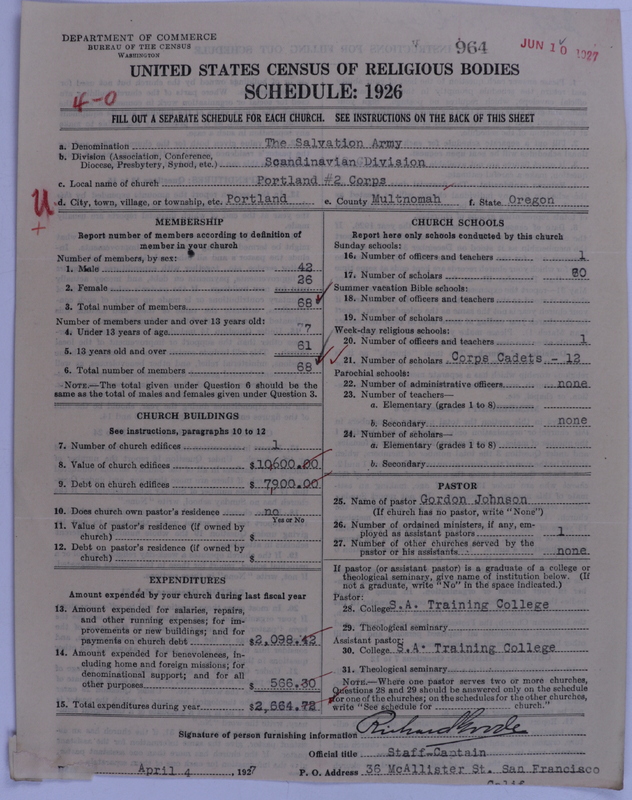 DEPARTMENT OF COMMERCE
BUREAU OF THE CENSUS
WASHINGTON
964
JUN 10 1927
UNITED STATES CENSUS OF RELIGIOUS BODIES
SCHEDULE: 1926
4-0
FILL OUT A SEPARATE SCHEDULE FOR EACH CHURCH. SEE INSTRUCTIONS ON THE BACK OF THIS SHEET
a. Denomination The Salvation Army
b. Division (Association, Conference,
Diocese, Presbytery, Synod, etc.) Scandinavian Division
c. Local name of church Portland #2 Corps
U
d. City, town, village, or township, etc. Portland e. County Multnomah f. State Oregon
MEMBERSHIP
Report number of members according to definition of
member in your church
Number of members, by sex:
1. Male 42
2. Female 26
3. Total number of members 68
Number of members under and over 13 years old:
4. Under 13 years of age 7
5. 13 years old and over 61
6. Total number of members 68
NOTE.—The total given under Question 6 should be the
same as the total of males and females given under Question 3.
CHURCH BUILDINGS
See instructions, paragraphs 10 to 12
7. Number of church edifices 1
8. Value of church edifices $10600.00
9. Debt on church edifices $7900.00
10. Does church own pastor's residence no
Yes or No
11. Value of pastor's residence (if owned by
church) $
12. Debt on pastor's residence (if owned by
church) $
EXPENDITURES
Amount expended by your church during last fiscal year
13. Amount expended for salaries, repairs,
and other running expenses; for im-
provements or new buildings; and for
payments on church debt $2,098.42
14. Amount expended for benevolences, in-
cluding home and foreign missions; for
denominational support; and for all
other purposes $566.30
15. Total expenditures during year $2,664.72
CHURCH SCHOOLS
Report here only schools conducted by this church
Sunday schools:
16. Number of officers and teachers 1
17. Number of scholars 80
Summer vacation Bible schools:
18. Number of officers and teachers
19. Number of scholars
Week-day religious schools:
20. Number of officers and teachers 1
21. Number of scholars Corps Cadets - 12
Parochial schools:
22. Number of administrative officers none
23. Number of teachers—
a. Elementary (grades 1 to 8)
b. Secondary none
24. Number of scholars—
a. Elementary (grades 1 to 8)
b. Secondary
PASTOR
25. Name of pastor Gordon Johnson
(If church has no pastor, write "None")
26. Number of ordained ministers, if any, em-
ployed as assistant pastors 1
27. Number of other churches served by the
pastor or his assistants none
If pastor (or assistant pastor) is a graduate of a college or
theological seminary, give name of institution below. (If
not a graduate, write "No" in the space indicated.)
Pastor:
28. College S.A. Training College
29. Theological seminary
Assistant pastor:
30. College S.A. Training College
31. Theological seminary
NOTE.—Where one pastor serves two or more churches,
Questions 28 and 29 should be answered only on the schedule
for one of the churches; on the schedules for the other churches,
write "See schedule for church."
Signature of person furnishing information
Official title Staff-Captain
April 4, 1927 P. O. Address 36 McAllister St. San Francisco
Calif